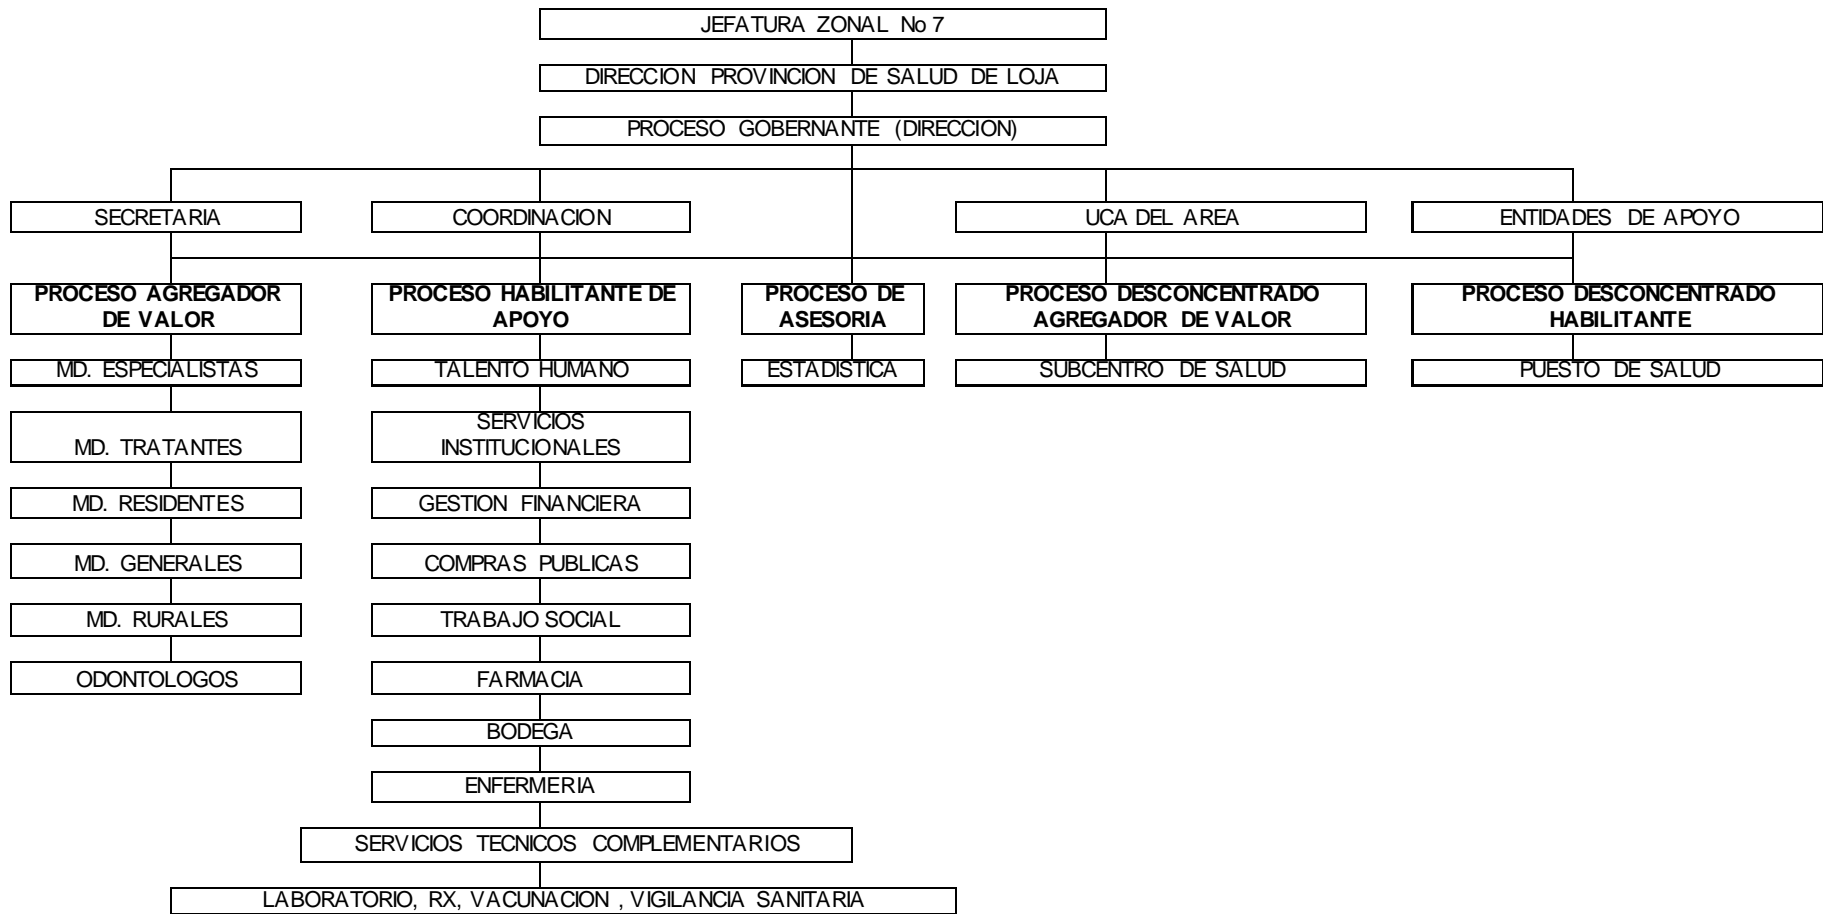 JEFATURA ZONAL No 7
DIRECCION PROVINCION DE SALUD DE LOJA
PROCESO GOBERNANTE (DIRECCION)
SECRETARIA
COORDINACION
UCA DEL AREA
ENTIDADES DE APOYO
PROCESO AGREGADOR
DE VALOR
PROCESO HABILITANTE DE
APOYO
PROCESO DE
ASESORIA
PROCESO DESCONCENTRADO
AGREGADOR DE VALOR
PROCESO DESCONCENTRADO
HABILITANTE
MD. ESPECIALISTAS
TALENTO HUMANO
ESTADISTICA
SUBCENTRO DE SALUD
PUESTO DE SALUD
MD. TRATANTES
SERVICIOS
INSTITUCIONALES
MD. RESIDENTES
GESTION FINANCIERA
MD. GENERALES
COMPRAS PUBLICAS
MD. RURALES
TRABAJO SOCIAL
ODONTOLOGOS
FARMACIA
BODEGA
ENFERMERIA
SERVICIOS TECNICOS COMPLEMENTARIOS
LABORATORIO, RX, VACUNACION , VIGILANCIA SANITARIA